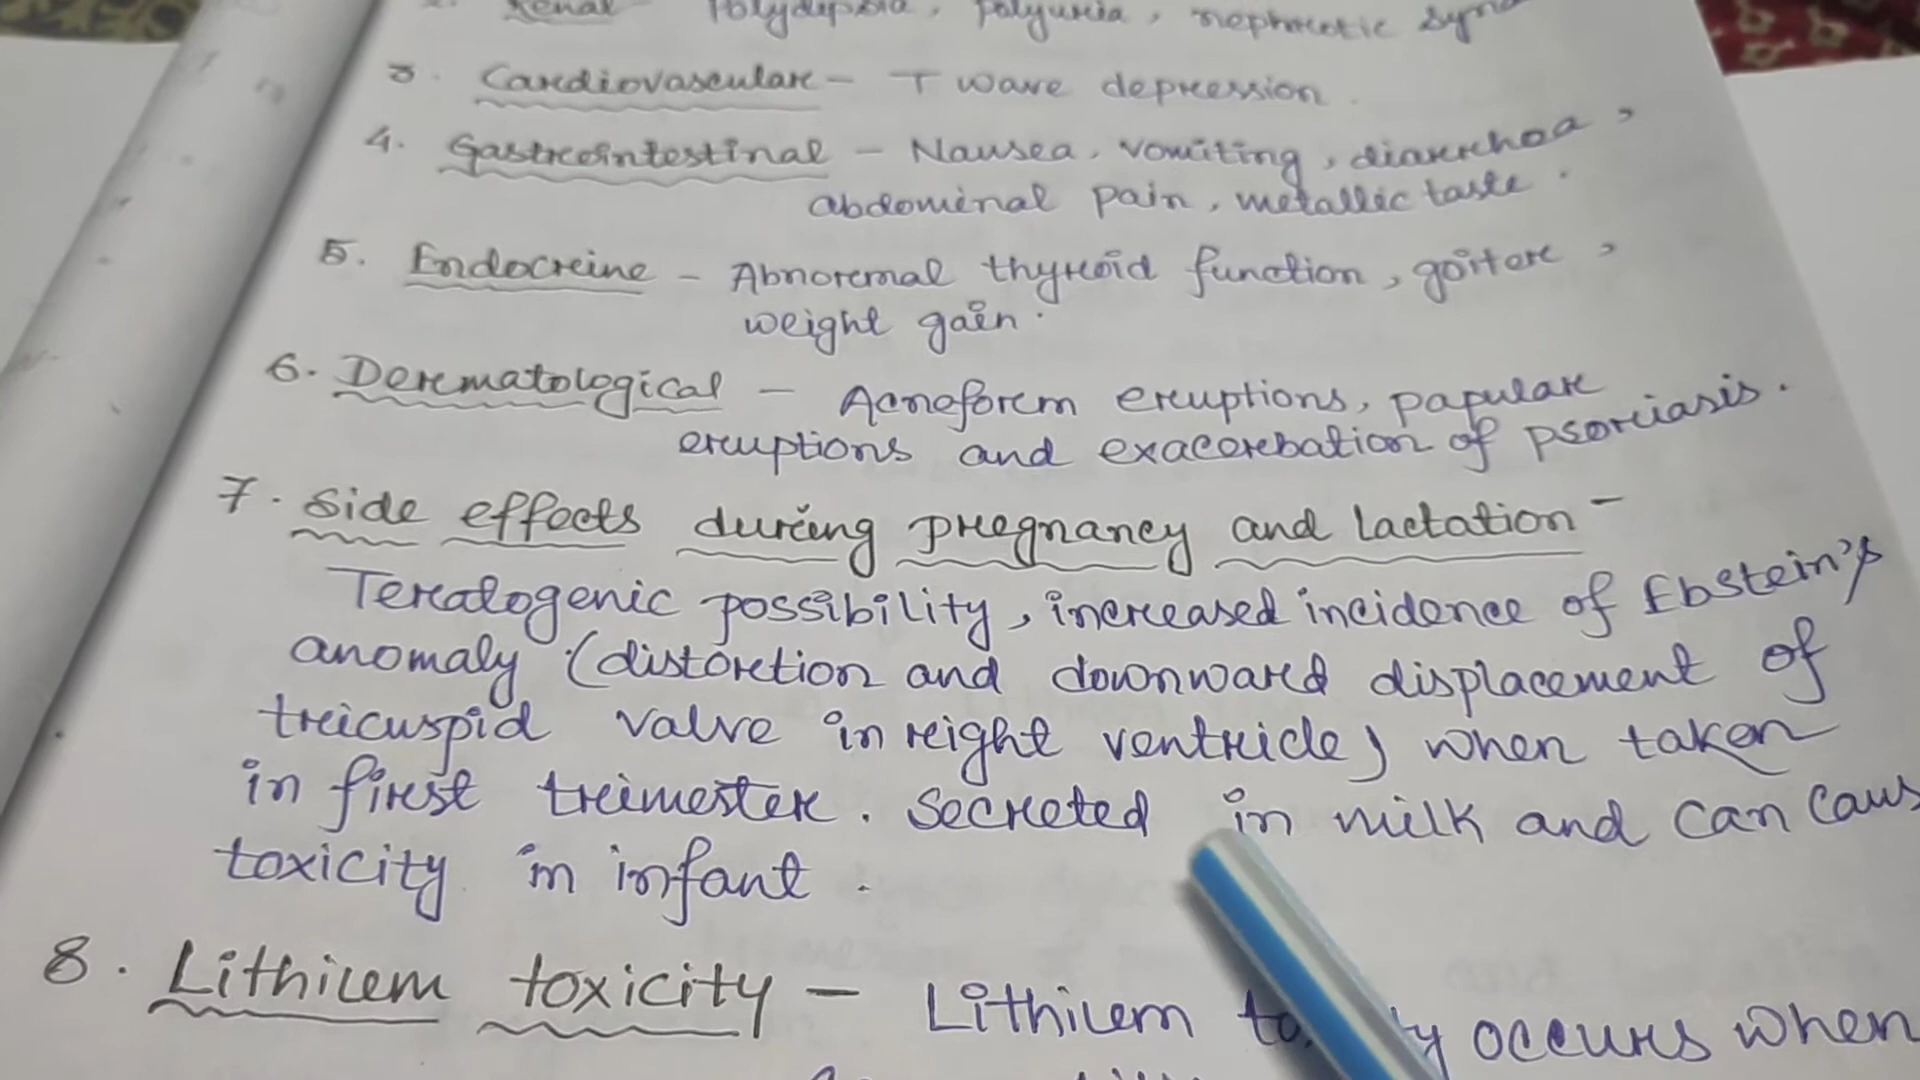 2. Renal - Polydipsia, Polyuria, nephrotic
3. Cardiovascular - T wave depression.
4. Gastrointestinal - Nausea, vomiting, diarrhoea,
abdominal pain, metallic taste.
5. Endocrine - Abnormal thyroid function, goiter,
weight gain.
6. Dermatological - Acneform eruptions, papular
eruptions and exacerbation of psoriasis.
7. Side effects during pregnancy and lactation -
Teratogenic possibility, increased incidence of Ebstein's
anomaly (distortion and downward displacement of
tricuspid valve in right ventricle) when taken
in first trimester. Secreted in milk and can caus
toxicity in infant.
8. Lithium toxicity - Lithium occurs when